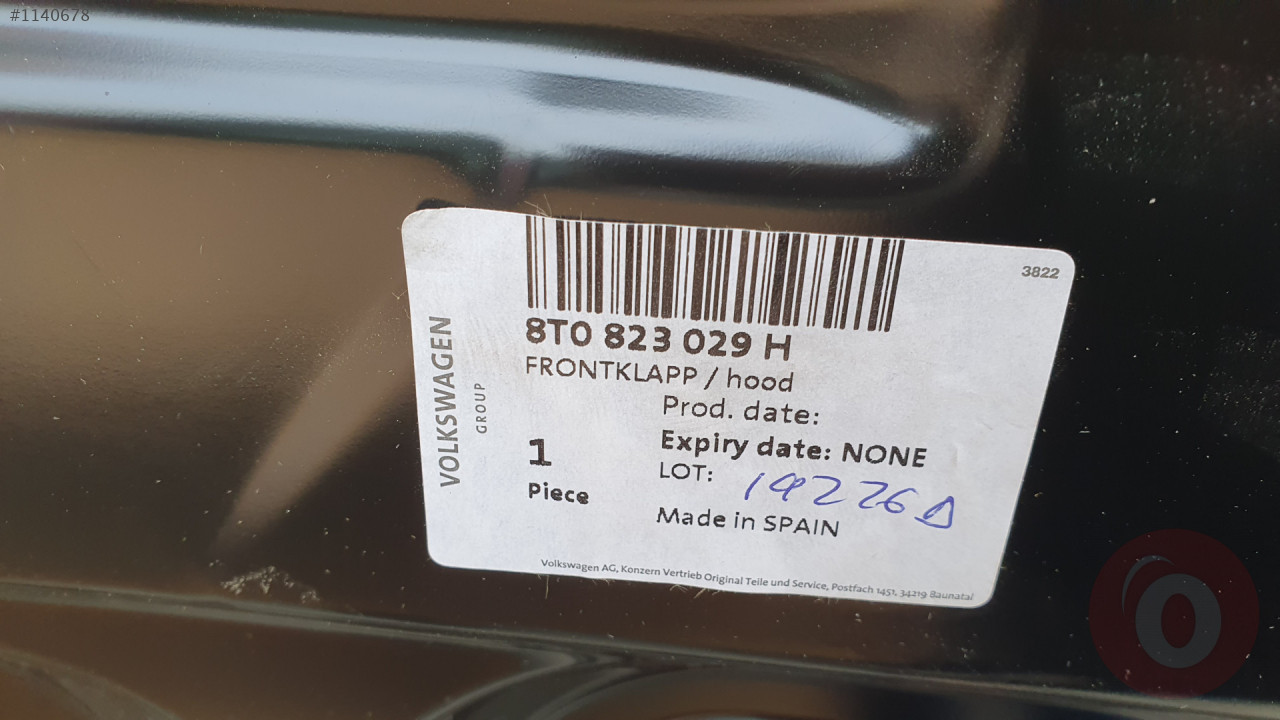 #1140678
3822
8T0 823 029 H
FRONTKLAPP / hood
Prod. date:
Expiry date: NONE
LOT:
1
Piece
Made in SPAIN
VOLKSWAGEN
GROUP
Volkswagen AG, Konzern Vertrieb Original Teile und Service, Postfach 1451, 34219 Baunatal